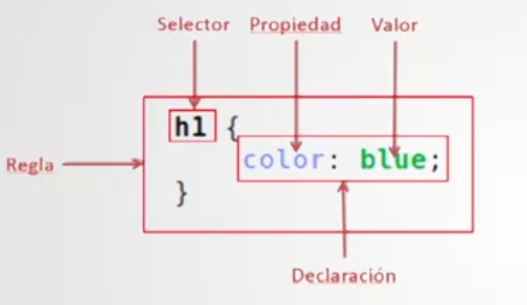 Selector Propiedad Valor
h1 {
color: blue;
Regla
}
Declaración